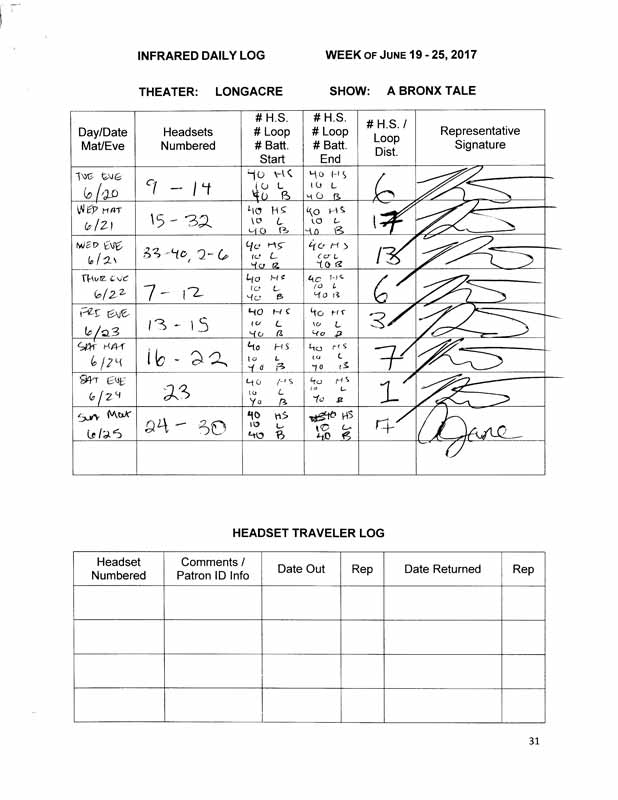 INFRARED DAILY LOG WEEK OF JUNE 19 - 25, 2017
THEATER: LONGACRE SHOW: A BRONX TALE
Day/Date Mat/Eve Headsets Numbered # H.S. # Loop # Batt. Start # H.S. # Loop # Batt. End # H.S. / Loop Dist. Representative Signature
TUE EVE 40 HS 40 HS
6/20 9 - 14 10 L 10 L 6
40 B 40 B
WED MAT 40 HS 40 HS
6/21 15 - 32 10 L 10 L 17
40 B 40 B
WED EVE 40 HS 40 HS
6/21 33-40, 2-6 10 L 10 L 13
40 B 40 B
THUR EVE 40 HS 40 HS
6/22 7 - 12 10 L 10 L 6
40 B 40 B
FRI EVE 40 HS 40 HS
6/23 13 - 15 10 L 10 L 3
40 B 40 B
SAT MAT 40 HS 40 HS
6/24 16 - 22 10 L 10 L 7
40 B 40 B
SAT EVE 40 HS 40 HS
6/24 23 10 L 10 L 1
40 B 40 B
Sun Mat 40 HS 40 HS
6/25 24 - 30 10 L 10 L 7 Jane
40 B 40 B
HEADSET TRAVELER LOG
Headset Numbered Comments / Patron ID Info Date Out Rep Date Returned Rep
31